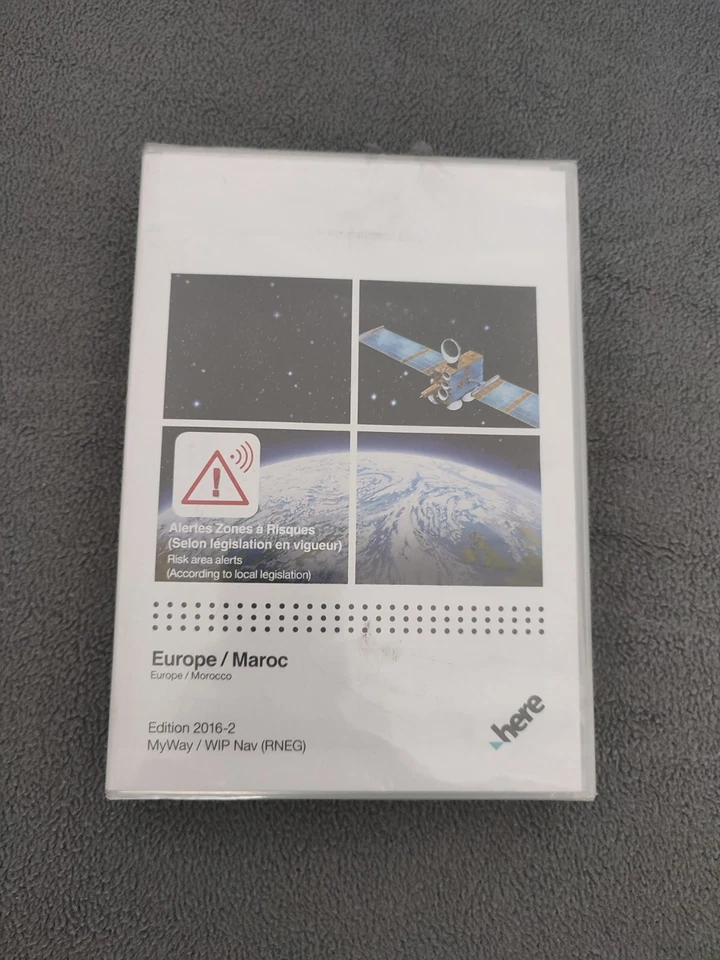 Alertes Zones à Risques
(Selon législation en vigueur)
Risk area alerts
(According to local legislation)
Europe / Maroc
Europe / Morocco
Edition 2016-2
MyWay / WIP Nav (RNEG)
here